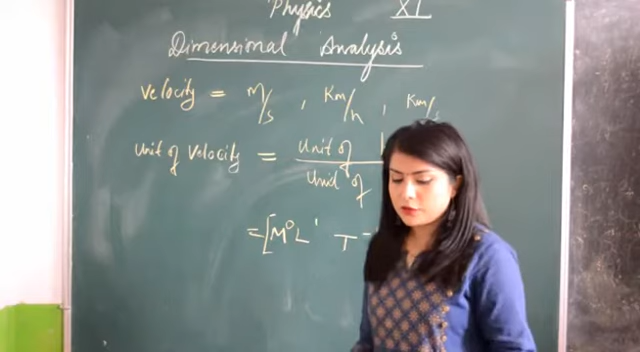 Physics XI
Dimensional Analysis
velocity = m/s , Km/h , Km/s
Unit of Velocity = Unit of
Unit of
= [M⁰L¹ T⁻